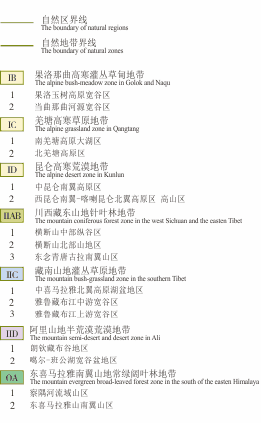 自然区界线
The boundary of natural regions
自然地带界线
The boundary of natural zones
IB 果洛那曲高寒灌丛草甸地带
The alpine bush-meadow zone in Golok and Naqu
1 果洛玉树高原宽谷区
2 当曲那曲河源宽谷区
IC 羌塘高寒草原地带
The alpine grassland zone in Qangtang
1 南羌塘高原大湖区
2 北羌塘高原区
ID 昆仑高寒荒漠地带
The alpine desert zone in Kunlun
1 中昆仑南翼高原区
2 西昆仑南翼-喀喇昆仑北翼高原区 高山区
IIAB 川西藏东山地针叶林地带
The mountain coniferous forest zone in the west Sichuan and the eastern Tibet
1 横断山中部纵谷区
2 横断山北部山地区
3 东念青唐古拉南翼山区
IIC 藏南山地灌丛草原地带
The mountain bush-grassland zone in the southern Tibet
1 中喜马拉雅北翼高原湖盆地区
2 雅鲁藏布江中游宽谷区
3 雅鲁藏布江上游宽谷区
IID 阿里山地半荒漠荒漠地带
The mountain semi-desert and desert zone in Ali
1 朗钦藏布谷地区
2 噶尔-班公湖宽谷盆地区
OA 东喜马拉雅南翼山地常绿阔叶林地带
The mountain evergreen broad-leaved forest zone in the south of the eastern Himalaya
1 察隅河流域山区
2 东喜马拉雅山南翼山区